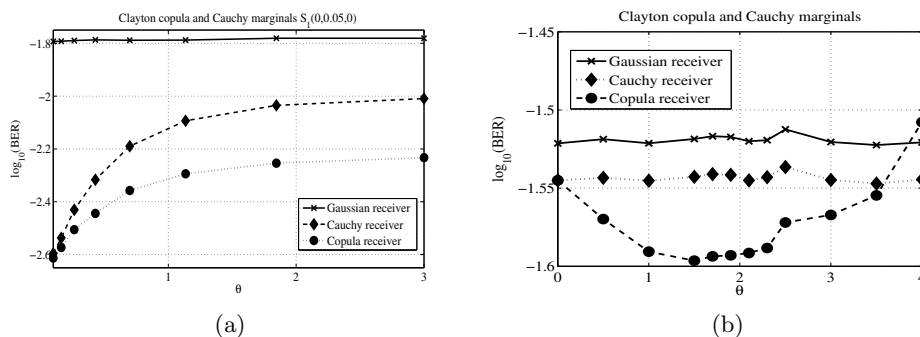 Clayton copula and Cauchy marginals S₁(0,0.05,0)
−1.8
−2
−2.2
−2.4
−2.6
log₁₀(BER)
Gaussian receiver
Cauchy receiver
Copula receiver
1 2 3
θ
(a)
Clayton copula and Cauchy marginals
−1.45
−1.5
−1.55
−1.6
log₁₀(BER)
Gaussian receiver
Cauchy receiver
Copula receiver
0 1 2 3 4
θ
(b)